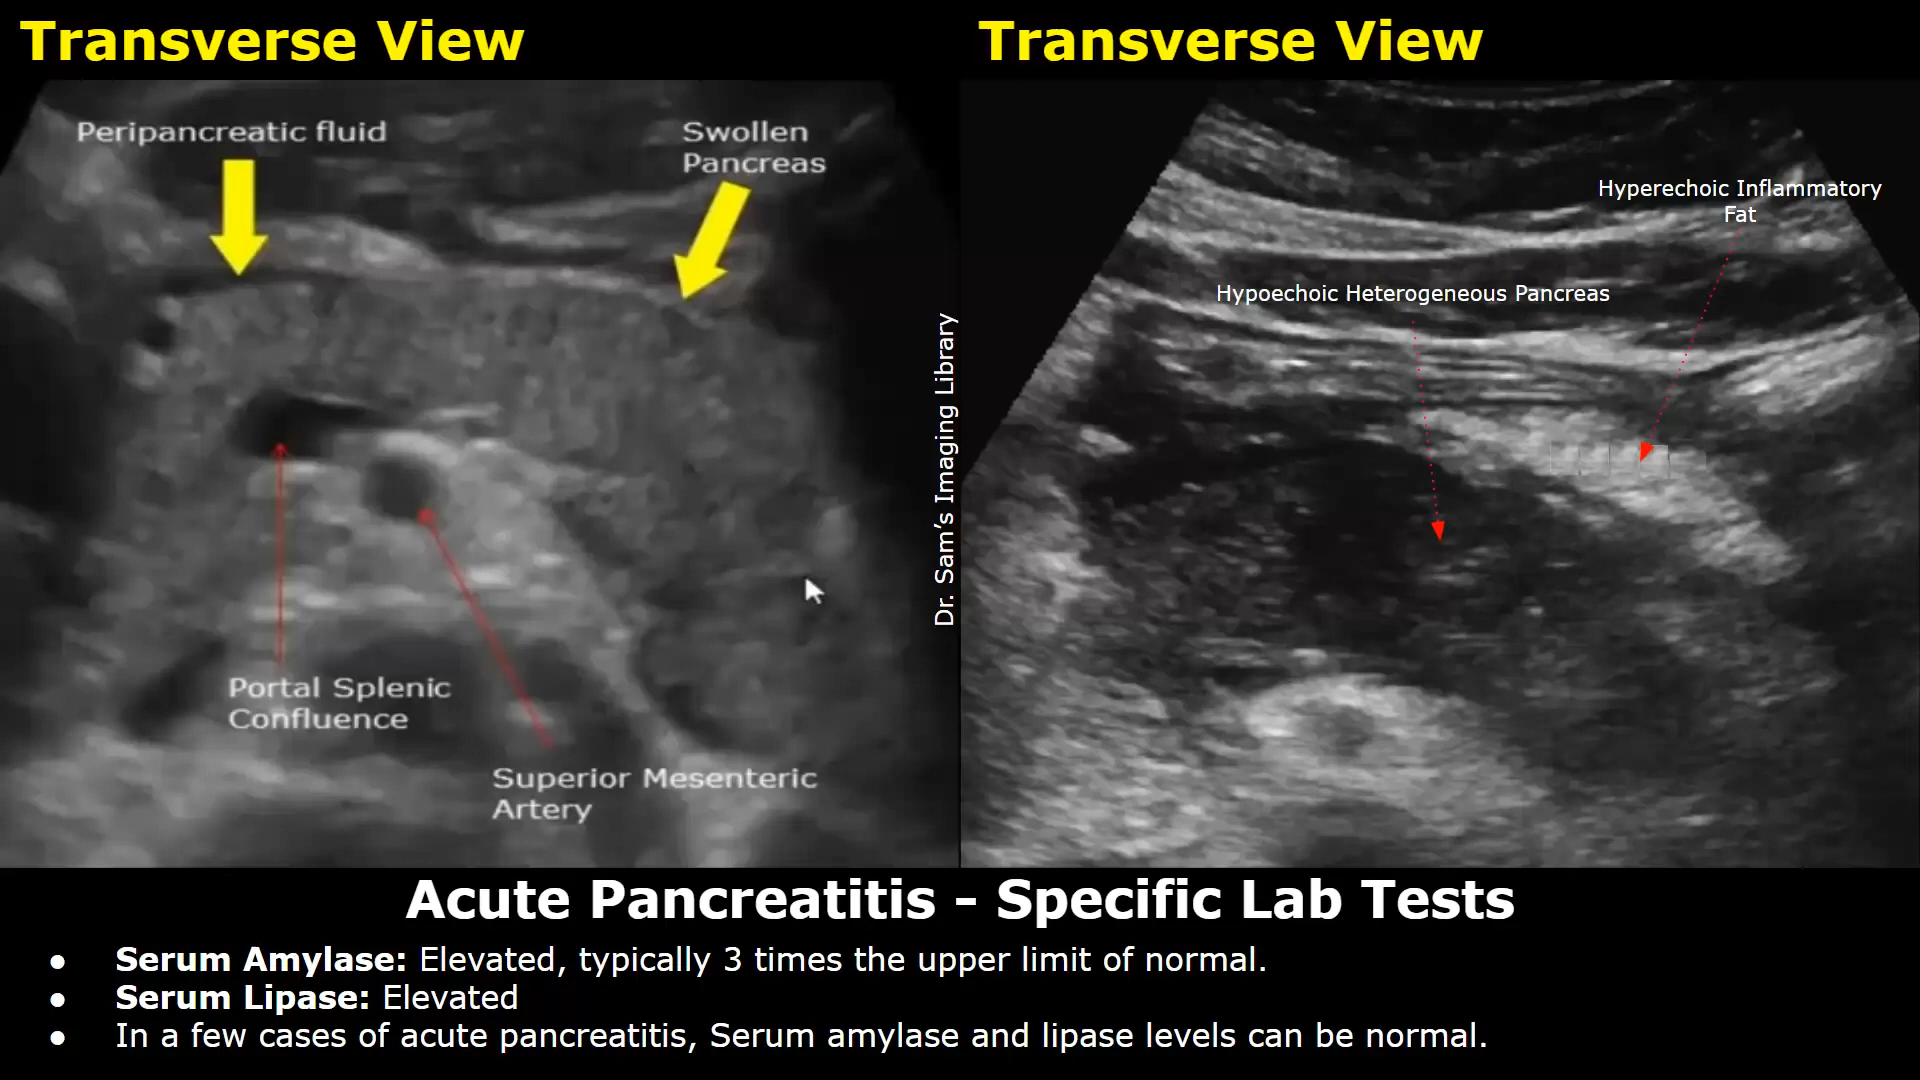 Transverse View
Transverse View
Peripancreatic fluid
Swollen
Pancreas
Hyperechoic Inflammatory
Fat
Hypoechoic Heterogeneous Pancreas
Dr. Sam's Imaging Library
Portal Splenic
Confluence
Superior Mesenteric
Artery
Acute Pancreatitis - Specific Lab Tests
● Serum Amylase: Elevated, typically 3 times the upper limit of normal.
● Serum Lipase: Elevated
● In a few cases of acute pancreatitis, Serum amylase and lipase levels can be normal.